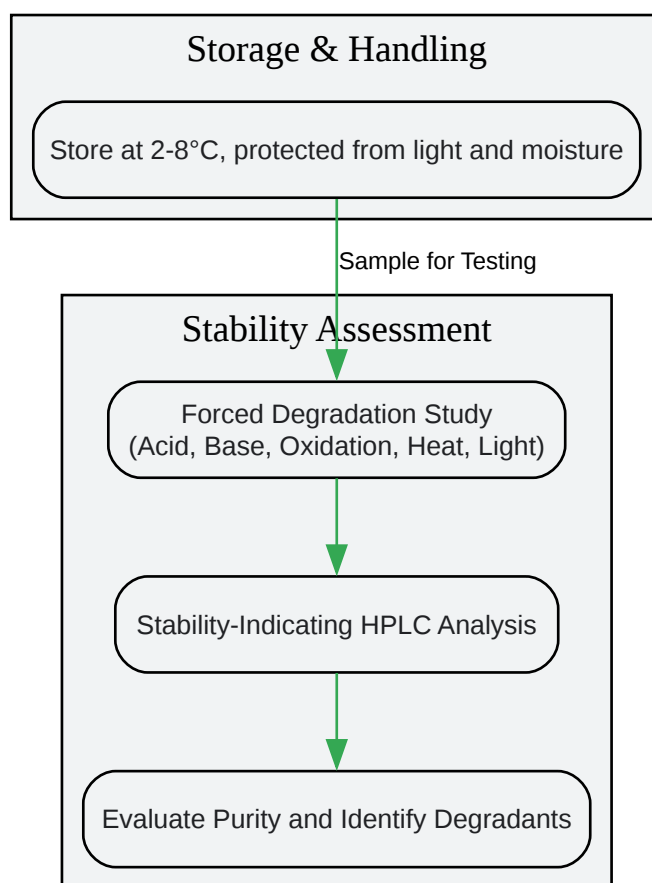 Storage & Handling
Store at 2-8°C, protected from light and moisture
Sample for Testing
Stability Assessment
Forced Degradation Study
(Acid, Base, Oxidation, Heat, Light)
Stability-Indicating HPLC Analysis
Evaluate Purity and Identify Degradants